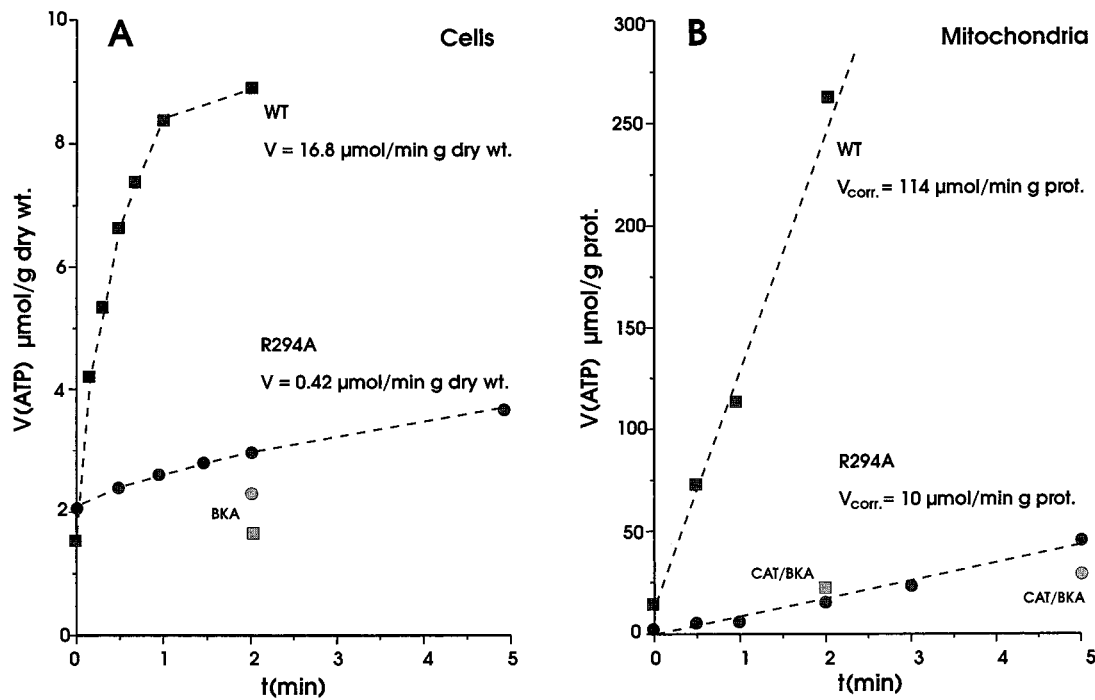 A
Cells
V(ATP) µmol/g dry wt.
10
8
6
4
2
0
WT
V = 16.8 µmol/min g dry wt.
R294A
V = 0.42 µmol/min g dry wt.
BKA
0
1
2
3
4
5
t(min)
B
Mitochondria
V(ATP) µmol/g prot.
300
250
200
150
100
50
0
WT
Vcorr. = 114 µmol/min g prot.
R294A
Vcorr. = 10 µmol/min g prot.
CAT/BKA
CAT/BKA
0
1
2
3
4
5
t(min)